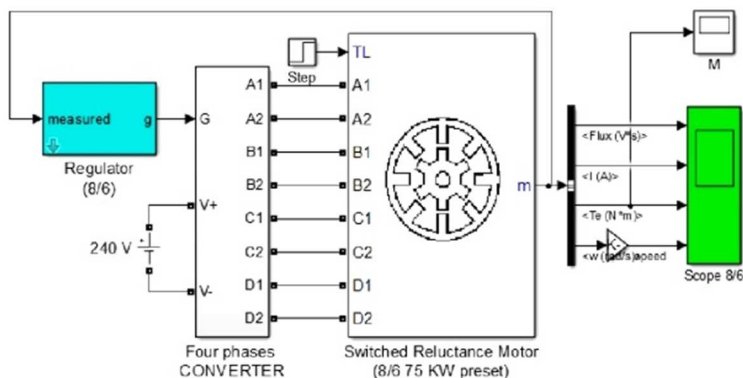 TL
M
Step
measured
g
G
A1
A1
A2
A2
B1
B1
B2
B2
C1
C1
C2
C2
D1
D1
D2
D2
Regulator
(8/6)
V+
240 V
V-
m
<Flux (V*s)>
<I (A)>
<Te (N*m)>
<w (rad/s)
speed
Scope 8/6
Four phases
CONVERTER
Switched Reluctance Motor
(8/6 75 KW preset)